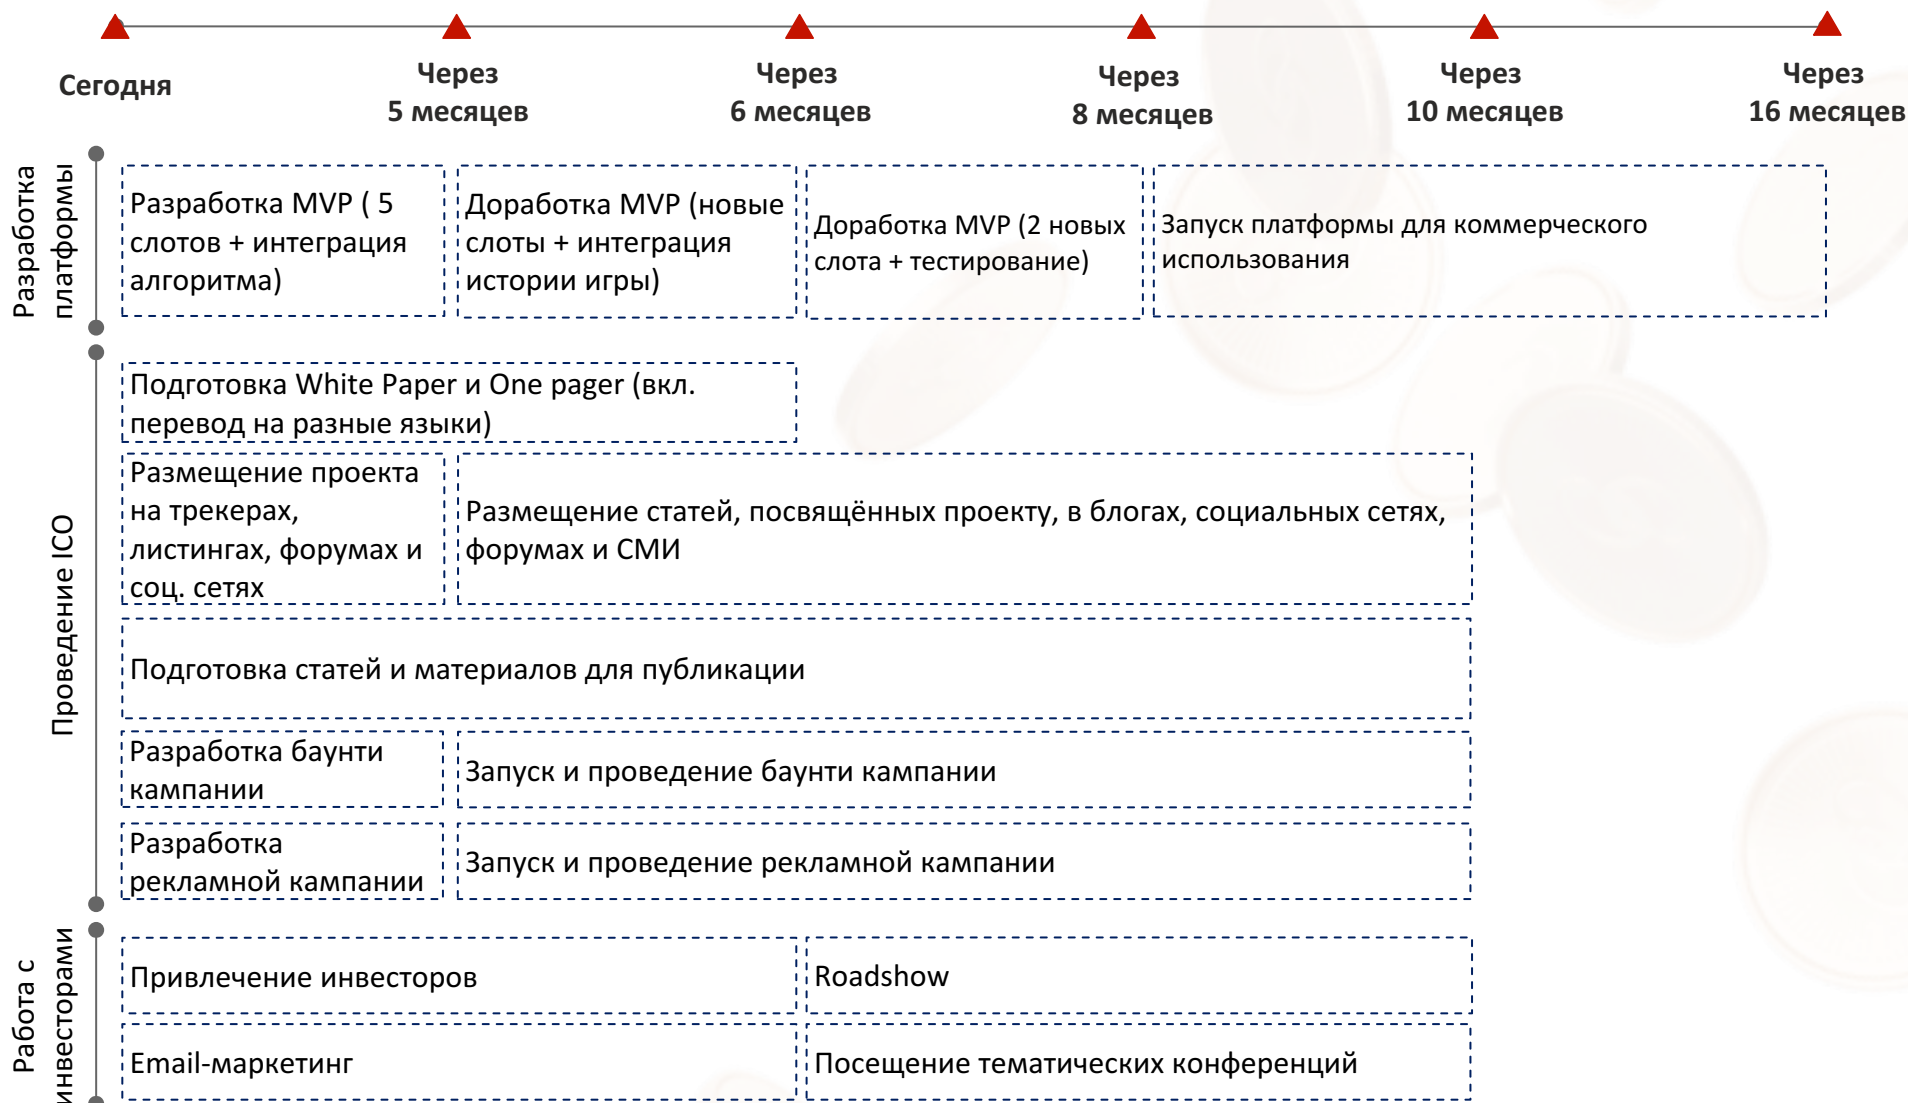 Сегодня
Через
5 месяцев
Через
6 месяцев
Через
8 месяцев
Через
10 месяцев
Через
16 месяцев
Разработка
платформы
Разработка MVP ( 5
слотов + интеграция
алгоритма)
Доработка MVP (новые
слоты + интеграция
истории игры)
Доработка MVP (2 новых
слота + тестирование)
Запуск платформы для коммерческого
использования
Проведение ICO
Подготовка White Paper и One pager (вкл.
перевод на разные языки)
Размещение проекта
на трекерах,
листингах, форумах и
соц. сетях
Размещение статей, посвящённых проекту, в блогах, социальных сетях,
форумах и СМИ
Подготовка статей и материалов для публикации
Разработка баунти
кампании
Запуск и проведение баунти кампании
Разработка
рекламной кампании
Запуск и проведение рекламной кампании
Работа с
инвесторами
Привлечение инвесторов
Roadshow
Email-маркетинг
Посещение тематических конференций